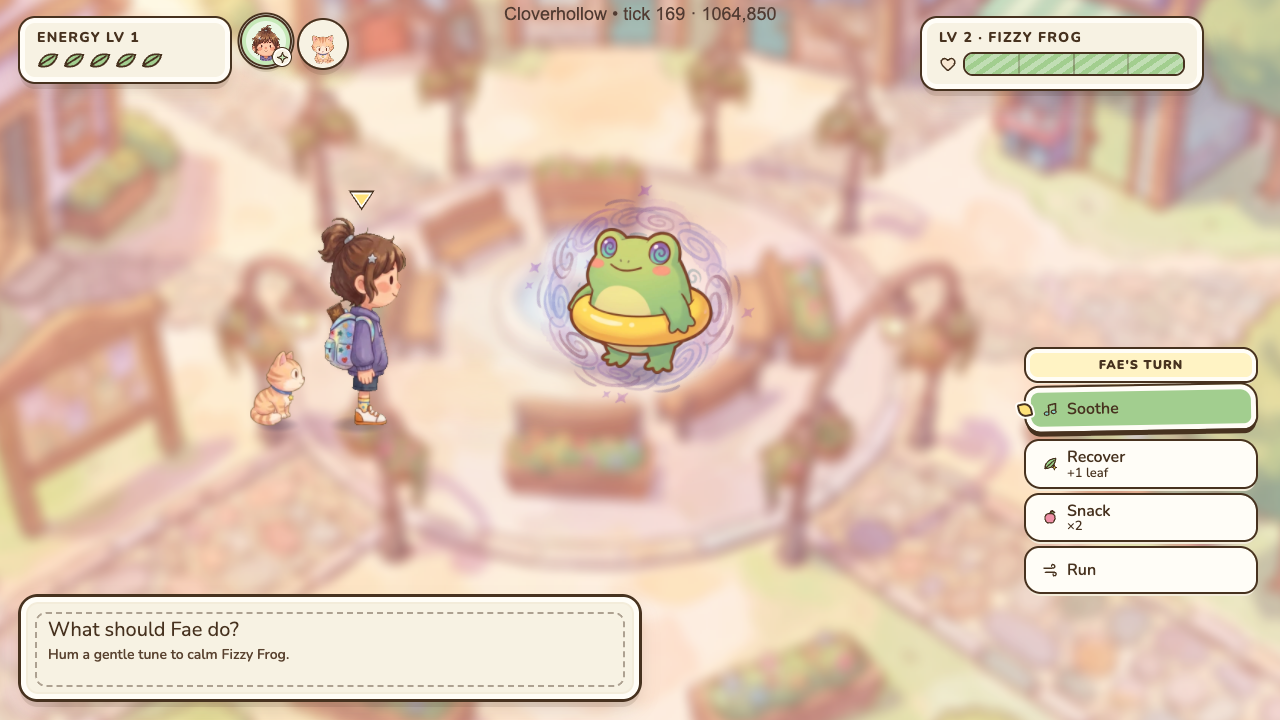 Cloverhollow • tick 169 · 1064,850
ENERGY LV 1
LV 2 · FIZZY FROG
FAE'S TURN
Soothe
Recover
+1 leaf
Snack
×2
Run
What should Fae do?
Hum a gentle tune to calm Fizzy Frog.